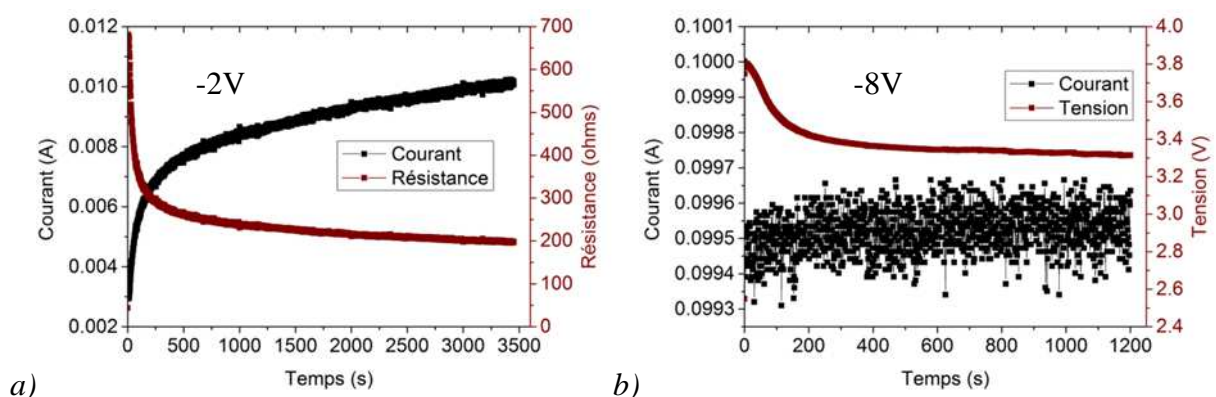 0.012
0.010
0.008
0.006
0.004
0.002
Courant (A)
-2V
Courant
Résistance
700
600
500
400
300
200
100
0
Résistance (ohms)
0 500 1000 1500 2000 2500 3000 3500
Temps (s)
a)
0.1001
0.1000
0.0999
0.0998
0.0997
0.0996
0.0995
0.0994
0.0993
Courant (A)
-8V
Courant
Tension
4.0
3.8
3.6
3.4
3.2
3.0
2.8
2.6
2.4
Tension (V)
0 200 400 600 800 1000 1200
Temps (s)
b)